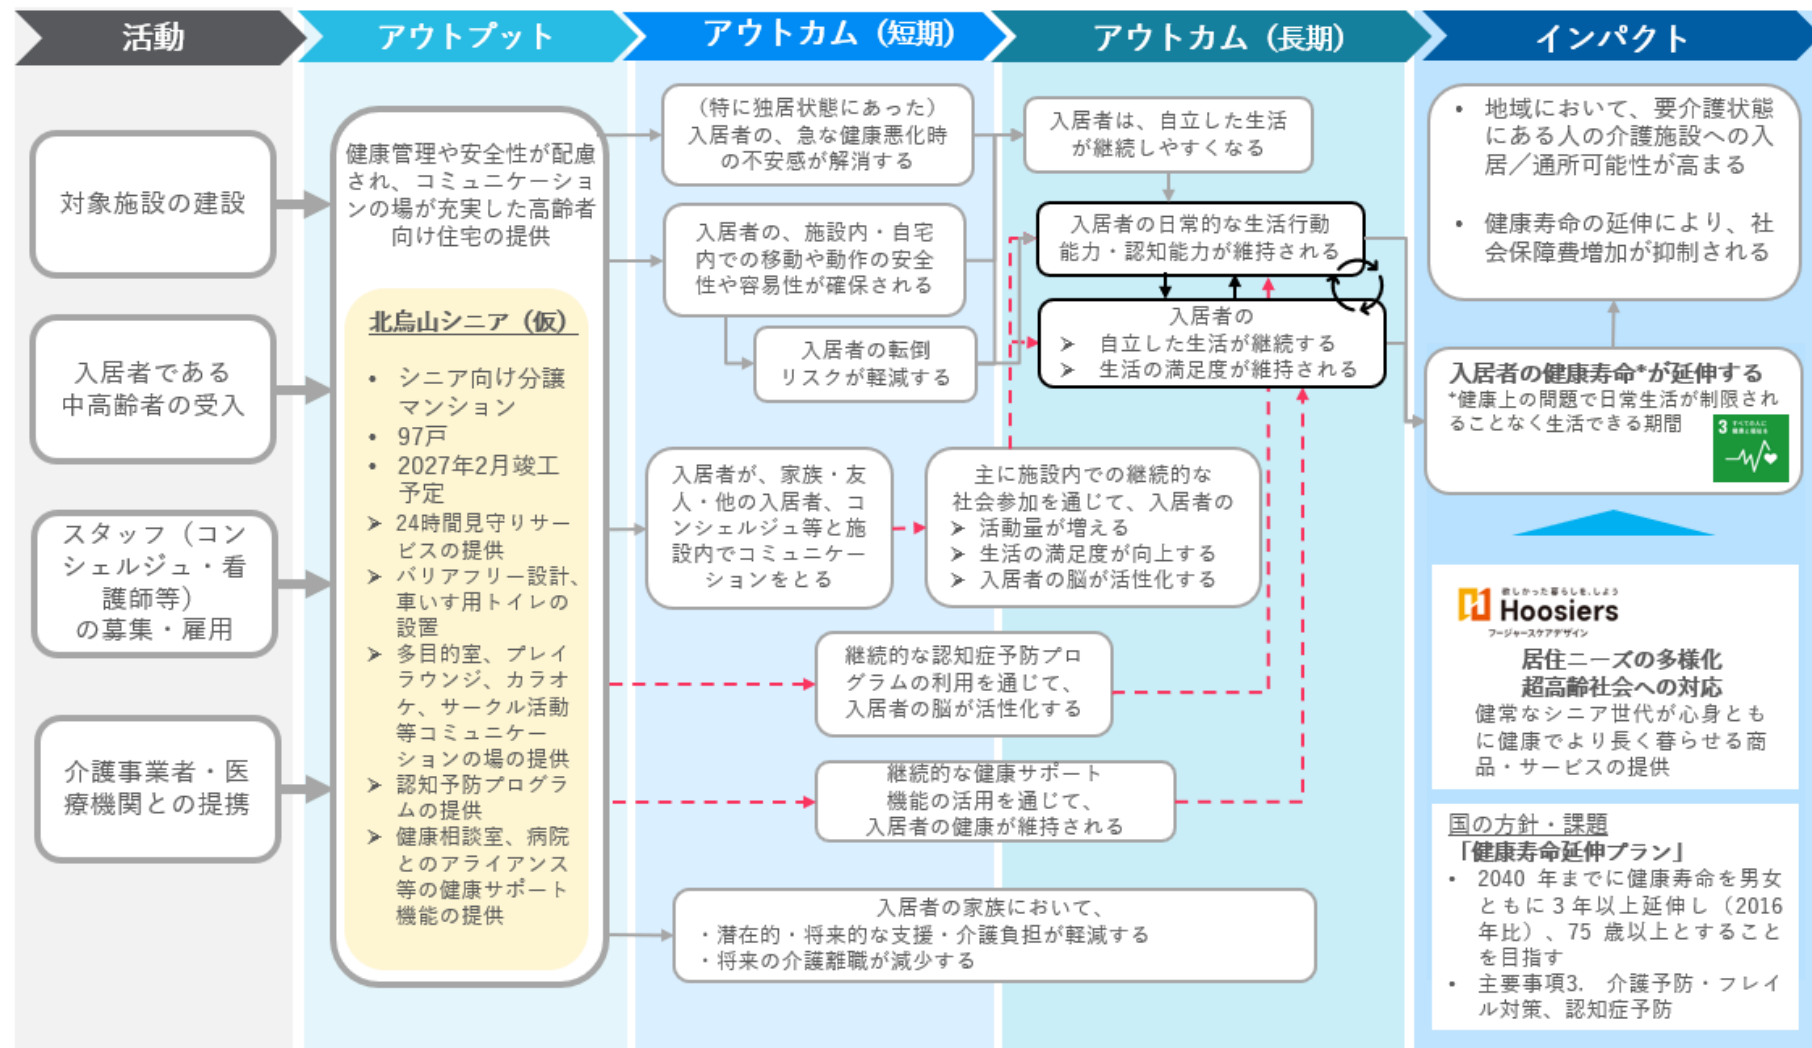 活動
アウトプット
アウトカム（短期）
アウトカム（長期）
インパクト
対象施設の建設
入居者である
中高齢者の受入
スタッフ（コン
シェルジュ・看
護師等）
の募集・雇用
介護事業者・医
療機関との提携
健康管理や安全性が配慮
され、コミュニケーショ
ンの場が充実した高齢者
向け住宅の提供
北烏山シニア（仮）
• シニア向け分譲
マンション
• 97戸
• 2027年2月竣工
予定
➢ 24時間見守りサー
ビスの提供
➢ バリアフリー設計、
車いす用トイレの
設置
➢ 多目的室、プレイ
ラウンジ、カラオ
ケ、サークル活動
等コミュニケー
ションの場の提供
➢ 認知予防プログラ
ムの提供
➢ 健康相談室、病院
とのアライアンス
等の健康サポート
機能の提供
（特に独居状態にあった）
入居者の、急な健康悪化時
の不安感が解消する
入居者の、施設内・自宅
内での移動や動作の安全
性や容易性が確保される
入居者の転倒
リスクが軽減する
入居者が、家族・友
人・他の入居者、コ
ンシェルジュ等と施
設内でコミュニケー
ションをとる
主に施設内での継続的な
社会参加を通じて、入居者の
➢ 活動量が増える
➢ 生活の満足度が向上する
➢ 入居者の脳が活性化する
継続的な認知症予防プロ
グラムの利用を通じて、
入居者の脳が活性化する
継続的な健康サポート
機能の活用を通じて、
入居者の健康が維持される
入居者の家族において、
・潜在的・将来的な支援・介護負担が軽減する
・将来の介護離職が減少する
入居者は、自立した生活
が継続しやすくなる
入居者の日常的な生活行動
能力・認知能力が維持される
入居者の
➢ 自立した生活が継続する
➢ 生活の満足度が維持される
• 地域において、要介護状態
にある人の介護施設への入
居／通所可能性が高まる
• 健康寿命の延伸により、社
会保障費増加が抑制される
入居者の健康寿命*が延伸する
*健康上の問題で日常生活が制限され
ることなく生活できる期間
3 すべての人に
健康と福祉を
欲しかった暮らしを、しよう
Hoosiers
フージャースケアデザイン
居住ニーズの多様化
超高齢社会への対応
健常なシニア世代が心身とも
に健康でより長く暮らせる商
品・サービスの提供
国の方針・課題
「健康寿命延伸プラン」
• 2040 年までに健康寿命を男女
ともに３年以上延伸し（2016
年比）、75 歳以上とすること
を目指す
• 主要事項3. 介護予防・フレイ
ル対策、認知症予防